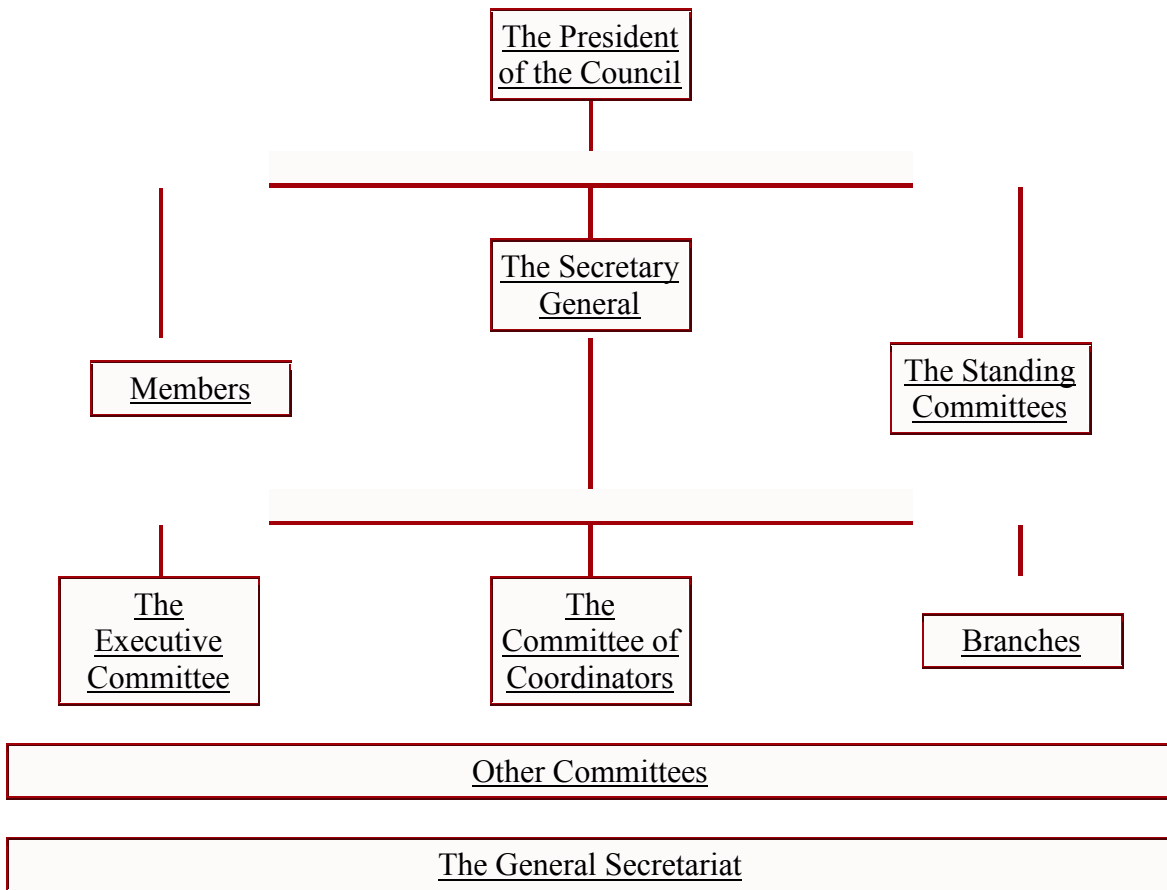 The President
of the Council
The Secretary
General
Members
The Standing
Committees
The
Executive
Committee
The
Committee of
Coordinators
Branches
Other Committees
The General Secretariat